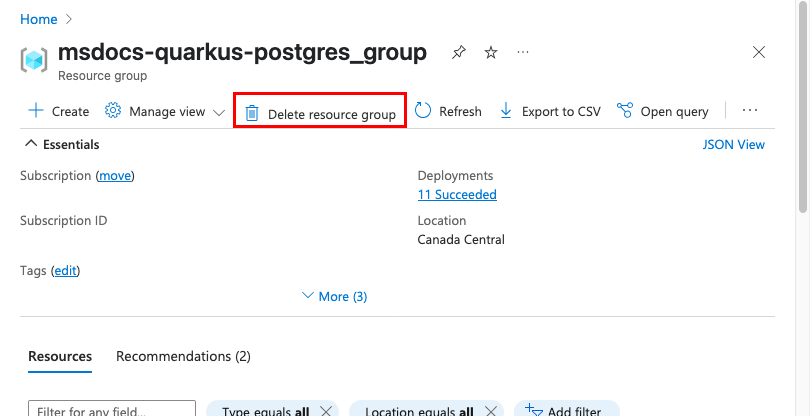 Home
msdocs-quarkus-postgres_group
Resource group
Create Manage view Delete resource group Refresh Export to CSV Open query
Essentials JSON View
Subscription (move) Deployments
11 Succeeded
Subscription ID Location
Canada Central
Tags (edit)
More (3)
Resources Recommendations (2)
Filter for any field... Type equals all Location equals all Add filter